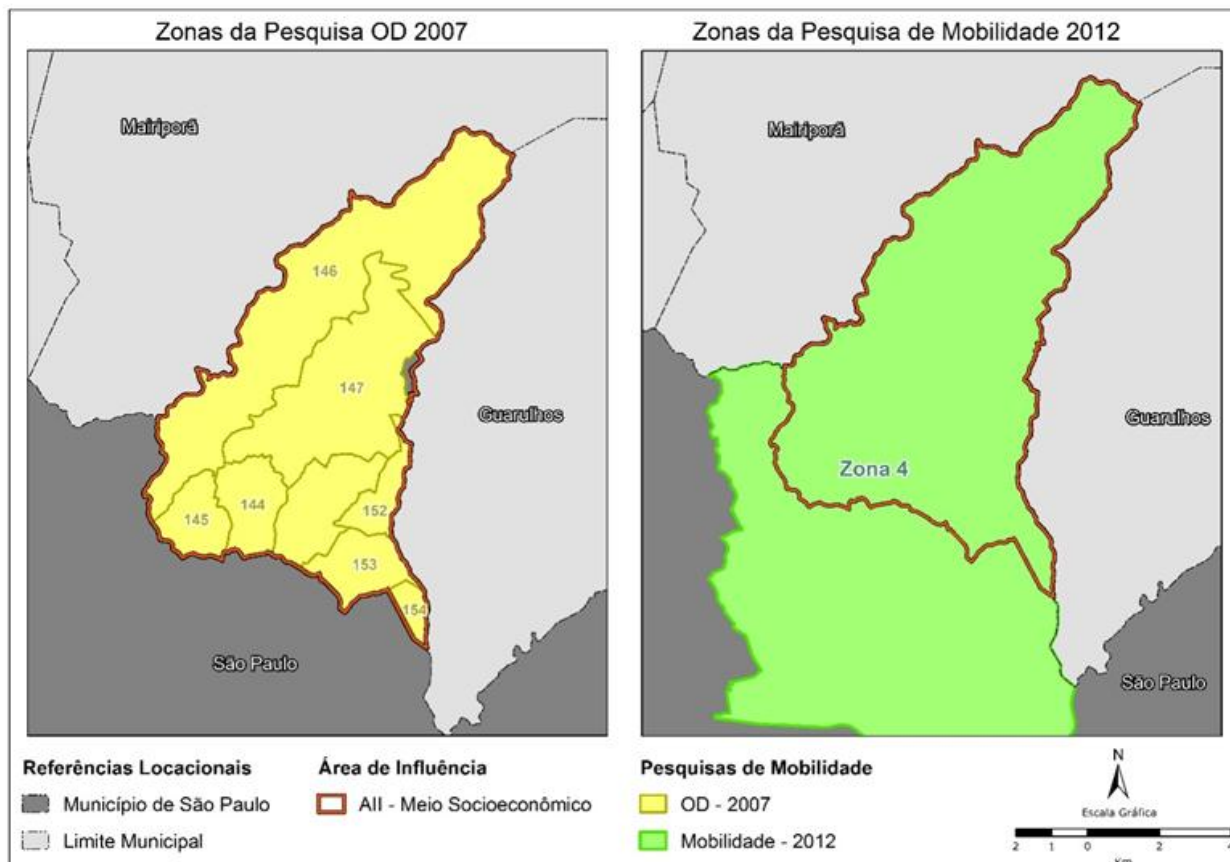 Zonas da Pesquisa OD 2007
Mairiporã
146
147
Guarulhos
145
144
152
153
154
São Paulo
Zonas da Pesquisa de Mobilidade 2012
Mairiporã
Guarulhos
Zona 4
São Paulo
Referências Locacionais
Município de São Paulo
Limite Municipal
Área de Influência
AII - Meio Socioeconômico
Pesquisas de Mobilidade
OD - 2007
Mobilidade - 2012
N
Escala Gráfica
2 1 0 2 4
Km